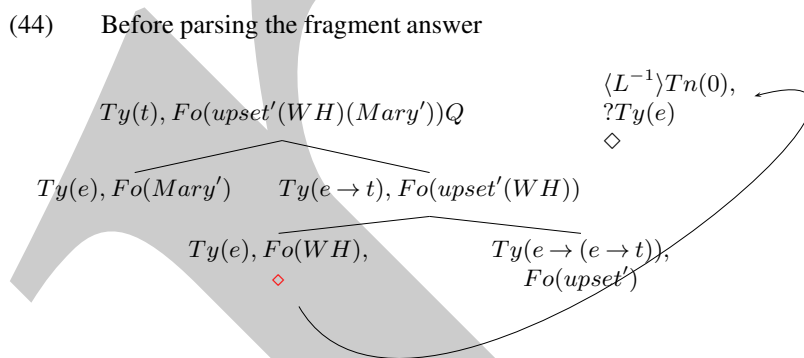 (44) Before parsing the fragment answer
⟨L⁻¹⟩Tn(0),
Ty(t), Fo(upset′(WH)(Mary′))Q ?Ty(e)
◇
Ty(e), Fo(Mary′) Ty(e → t), Fo(upset′(WH))
Ty(e), Fo(WH), Ty(e → (e → t)),
◇ Fo(upset′)